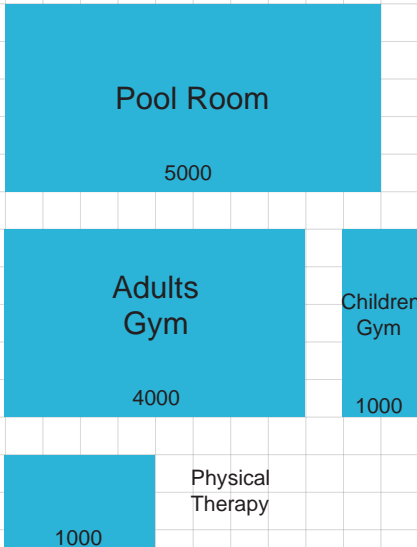 Pool Room
5000
Adults
Gym
4000
Children
Gym
1000
Physical
Therapy
1000